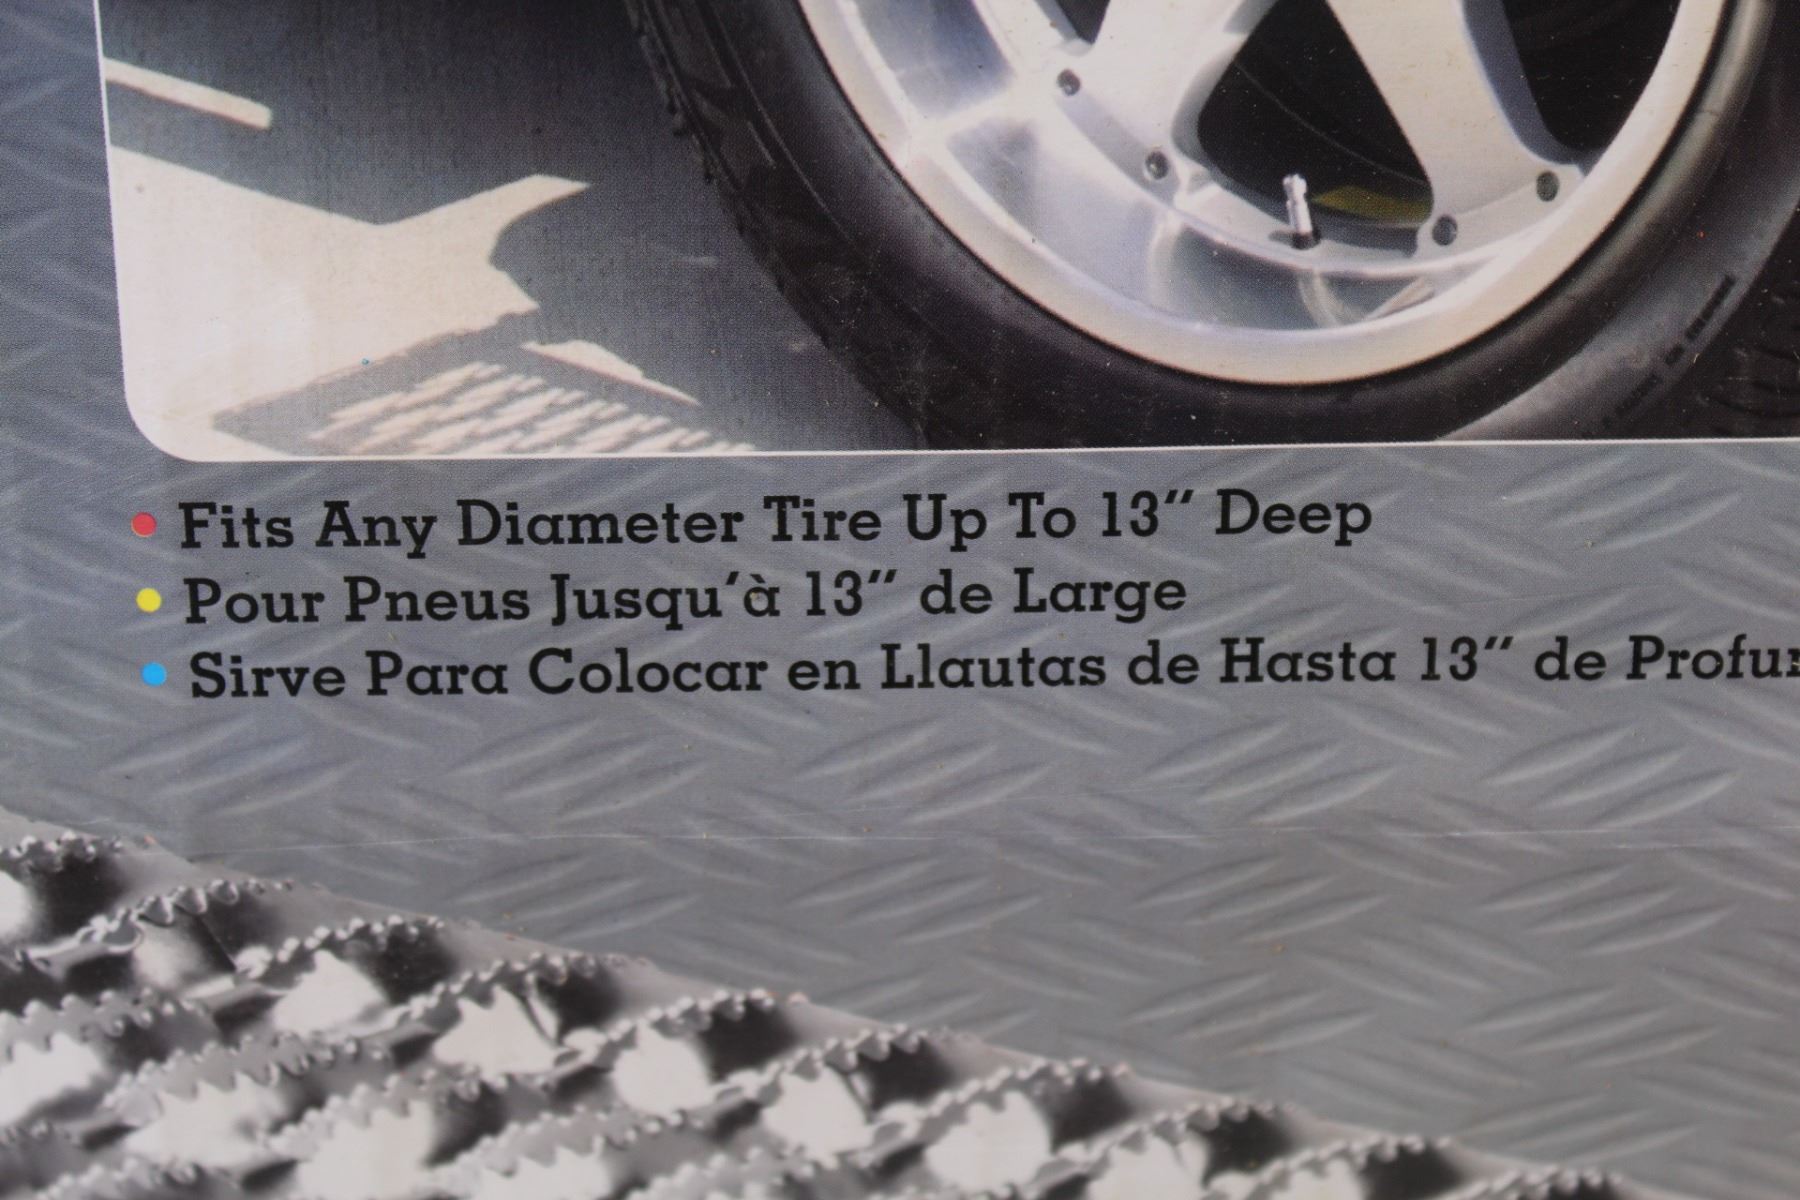 Fits Any Diameter Tire Up To 13" Deep
Pour Pneus Jusqu'à 13" de Large
Sirve Para Colocar en Llautas de Hasta 13" de